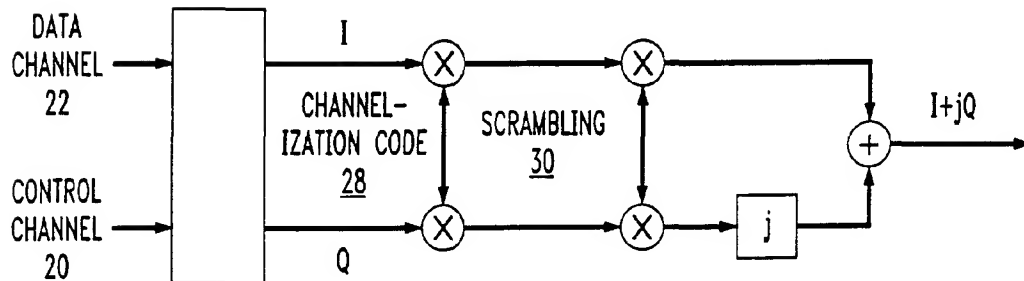 DATA
CHANNEL
22
I
CHANNEL-
IZATION CODE
28
SCRAMBLING
30
X
X
I+jQ
+
CONTROL
CHANNEL
20
Q
X
X
j